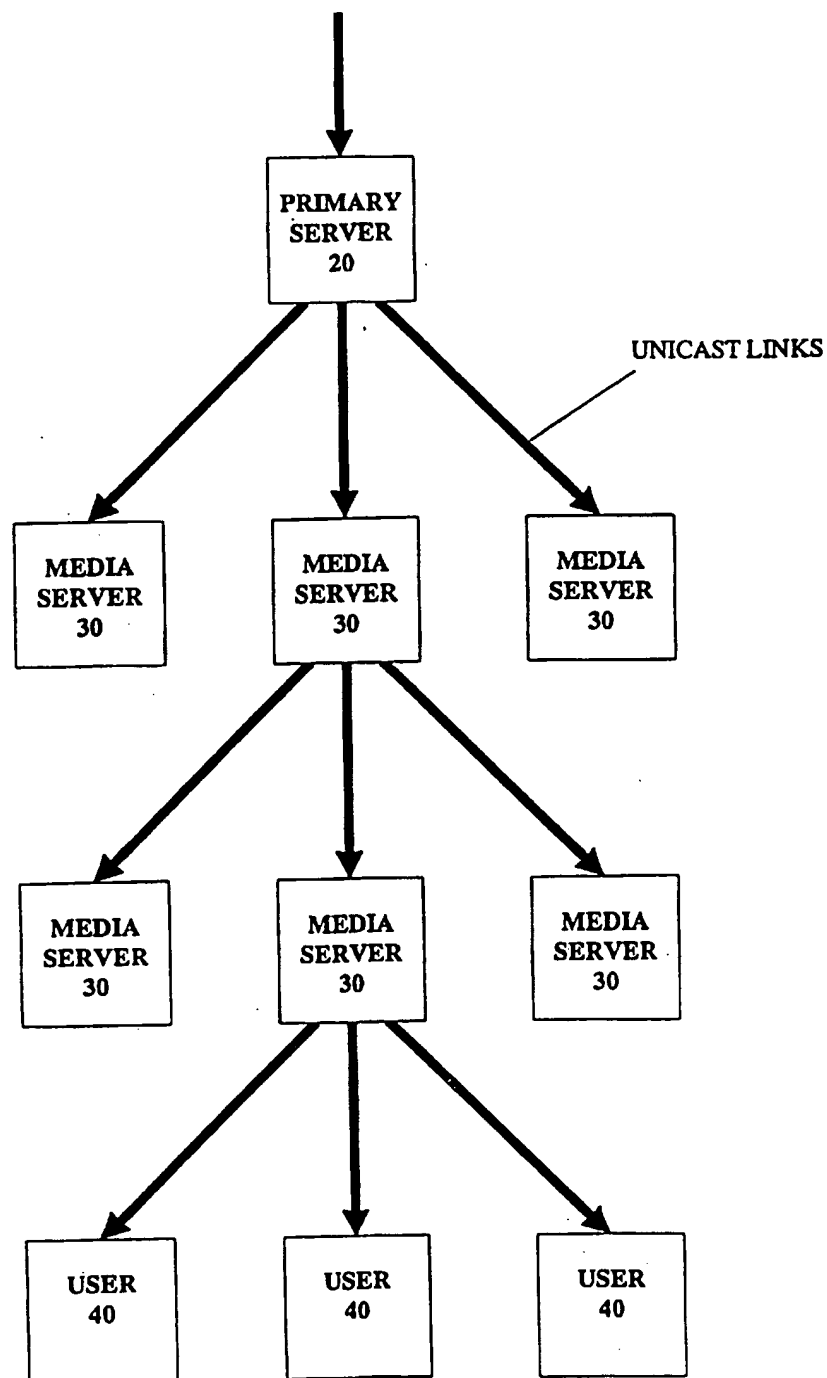 PRIMARY
SERVER
20
UNICAST LINKS
MEDIA
SERVER
30
MEDIA
SERVER
30
MEDIA
SERVER
30
MEDIA
SERVER
30
MEDIA
SERVER
30
MEDIA
SERVER
30
USER
40
USER
40
USER
40